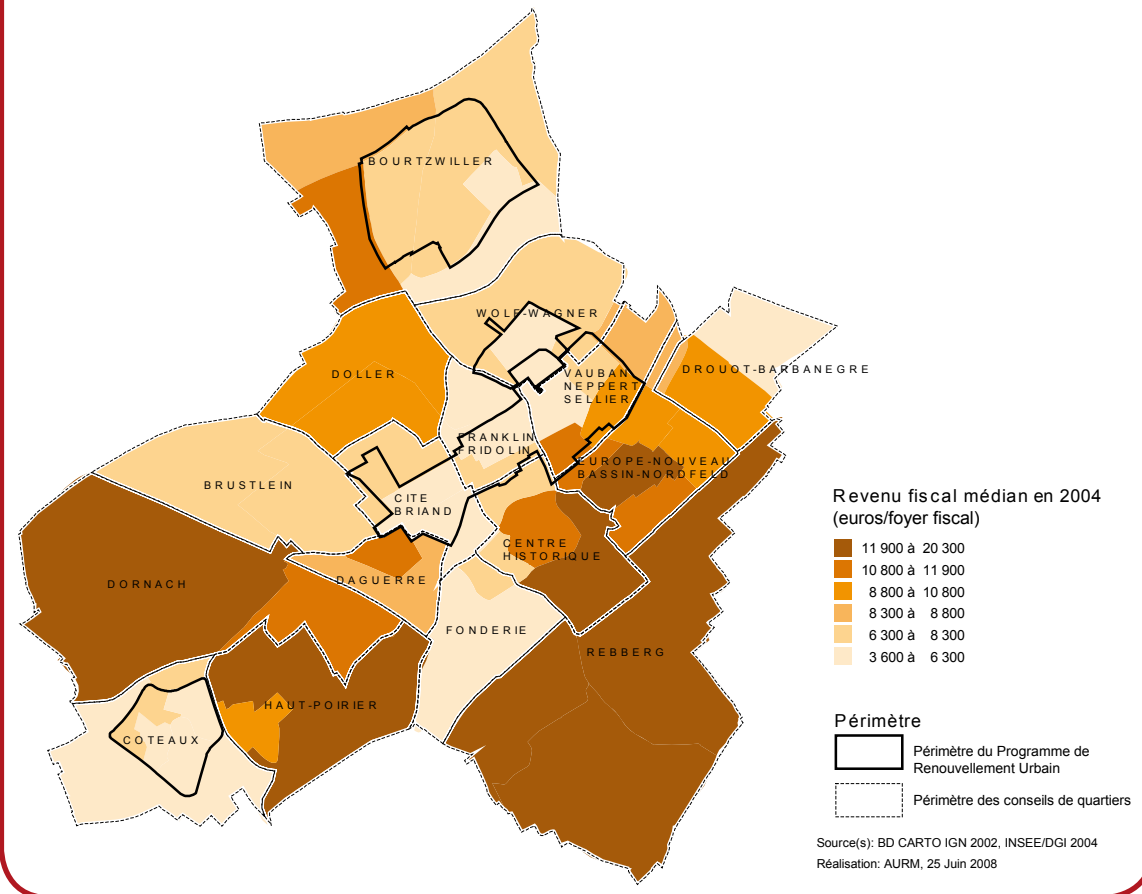 BOURTZWILLER
WOLF-WAGNER
DOLLER
VAUBAN
NEPPERT
SELLIER
DROUOT-BARBANEGRE
FRANKLIN
FRIDOLIN
EUROPE-NOUVEAU
BASSIN-NORDFELD
BRUSTLEIN
CITE
BRIAND
CENTRE
HISTORIQUE
DORNACH
DAGUERRE
FONDERIE
REBBERG
HAUT-POIRIER
COTEAUX
Revenu fiscal médian en 2004
(euros/foyer fiscal)
11 900 à 20 300
10 800 à 11 900
8 800 à 10 800
8 300 à 8 800
6 300 à 8 300
3 600 à 6 300
Périmètre
Périmètre du Programme de
Renouvellement Urbain
Périmètre des conseils de quartiers
Source(s): BD CARTO IGN 2002, INSEE/DGI 2004
Réalisation: AURM, 25 Juin 2008